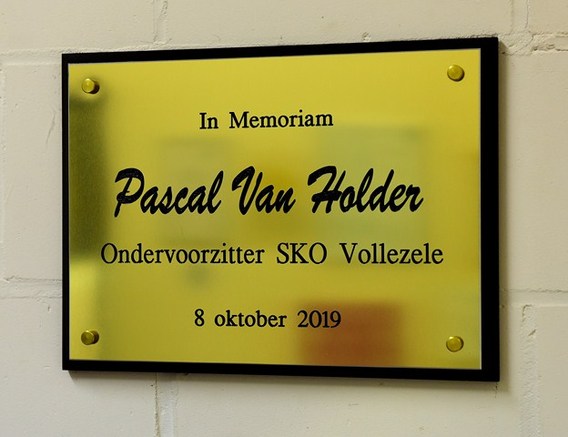 In Memoriam
Pascal Van Holder
Ondervoorzitter SKO Vollezele
8 oktober 2019